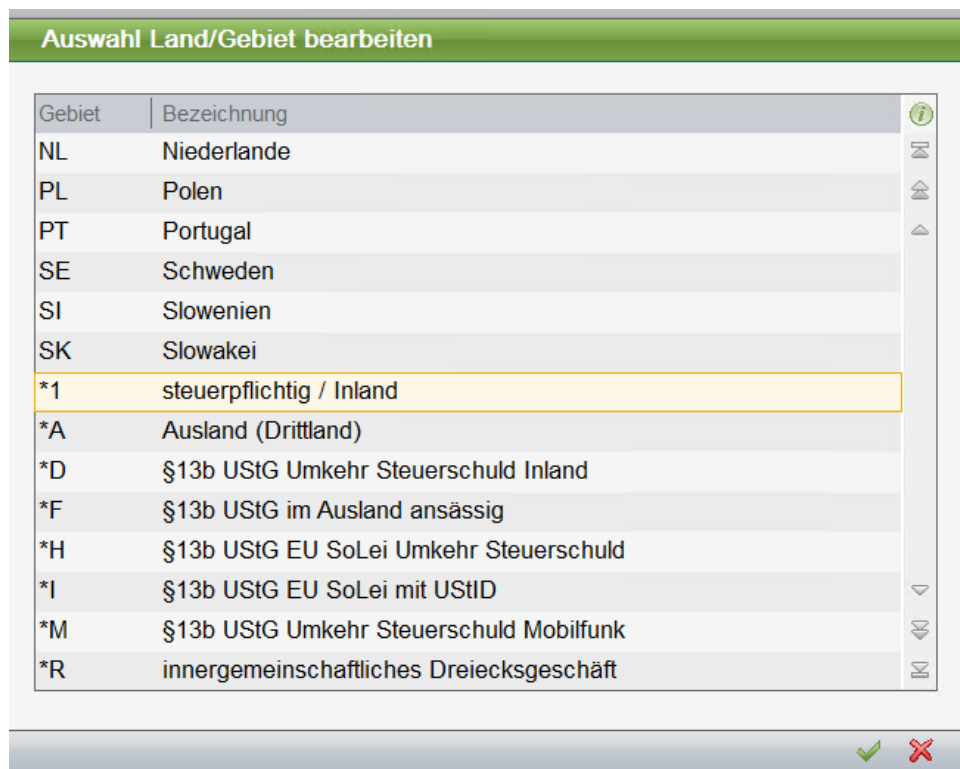 Auswahl Land/Gebiet bearbeiten
Gebiet Bezeichnung
NL Niederlande
PL Polen
PT Portugal
SE Schweden
SI Slowenien
SK Slowakei
*1 steuerpflichtig / Inland
*A Ausland (Drittland)
*D §13b UStG Umkehr Steuerschuld Inland
*F §13b UStG im Ausland ansässig
*H §13b UStG EU SoLei Umkehr Steuerschuld
*I §13b UStG EU SoLei mit UStID
*M §13b UStG Umkehr Steuerschuld Mobilfunk
*R innergemeinschaftliches Dreiecksgeschäft